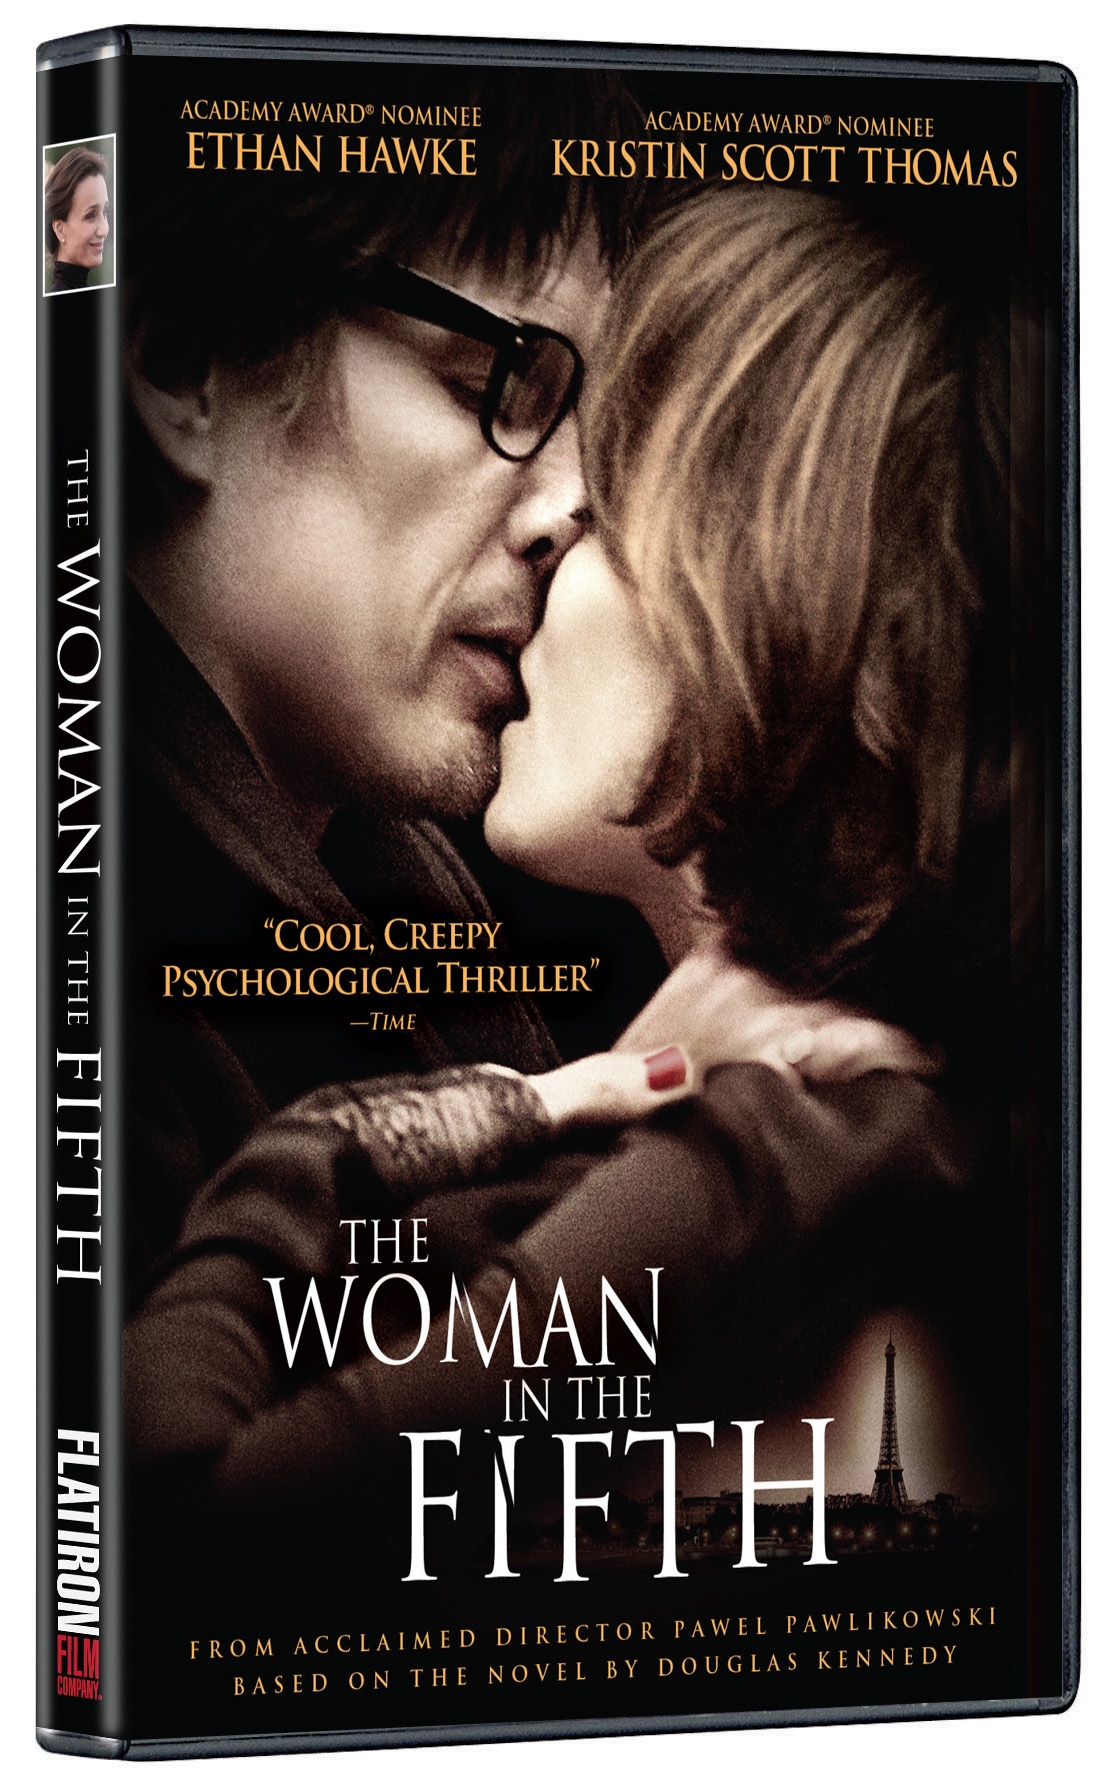 ACADEMY AWARD® NOMINEE
ETHAN HAWKE
ACADEMY AWARD® NOMINEE
KRISTIN SCOTT THOMAS
“COOL, CREEPY
PSYCHOLOGICAL THRILLER”
—TIME
THE
WOMAN
IN THE
FIFTH
FROM ACCLAIMED DIRECTOR PAWEL PAWLIKOWSKI
BASED ON THE NOVEL BY DOUGLAS KENNEDY
THE WOMAN IN THE FIFTH
FLATIRON
FILM
COMPANY.